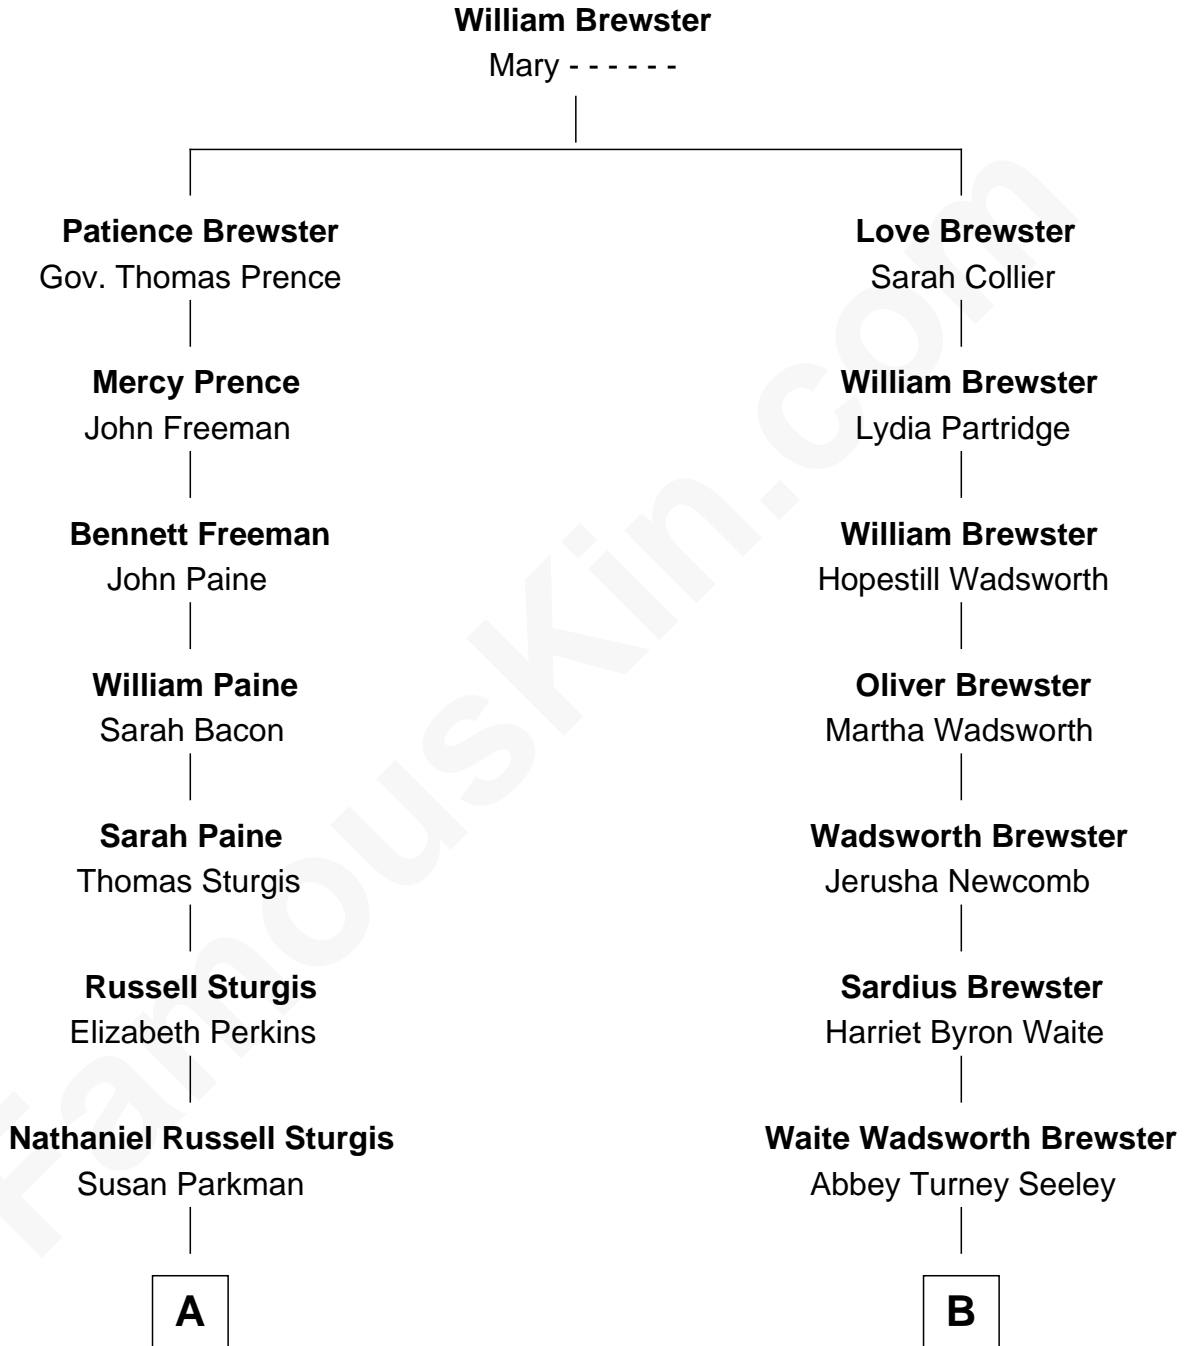 William Brewster
Mary - - - - - -
Patience Brewster
Gov. Thomas Prence
Love Brewster
Sarah Collier
Mercy Prence
John Freeman
William Brewster
Lydia Partridge
Bennett Freeman
John Paine
William Brewster
Hopestill Wadsworth
William Paine
Sarah Bacon
Oliver Brewster
Martha Wadsworth
Sarah Paine
Thomas Sturgis
Wadsworth Brewster
Jerusha Newcomb
Russell Sturgis
Elizabeth Perkins
Sardius Brewster
Harriet Byron Waite
Nathaniel Russell Sturgis
Susan Parkman
Waite Wadsworth Brewster
Abbey Turney Seeley
A
B
FamousKin.com